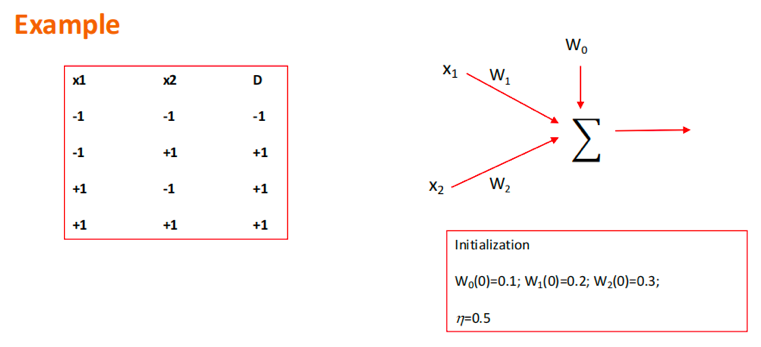 Example
x1 x2 D
-1 -1 -1
-1 +1 +1
+1 -1 +1
+1 +1 +1
W₀
X₁ W₁
∑
X₂ W₂
Initialization
W₀(0)=0.1; W₁(0)=0.2; W₂(0)=0.3;
η=0.5